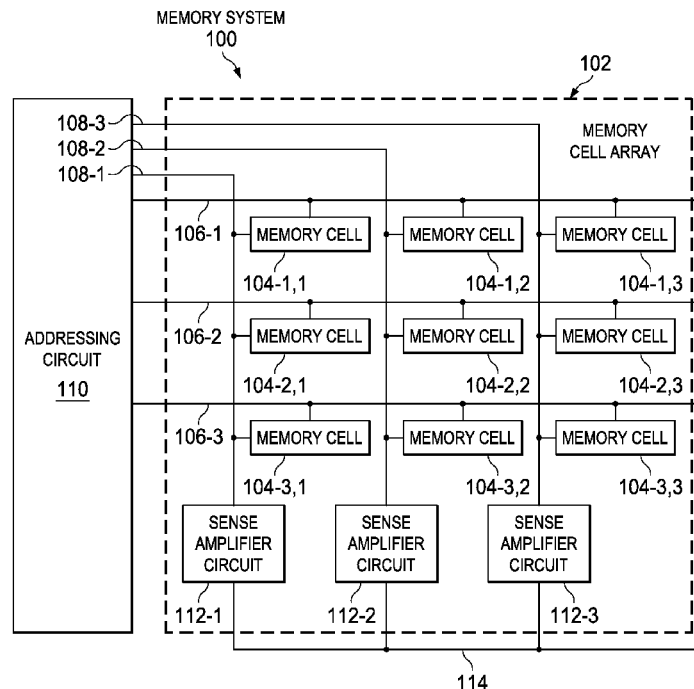 MEMORY SYSTEM
100
102
108-3
108-2
108-1
MEMORY
CELL ARRAY
106-1
MEMORY CELL
MEMORY CELL
MEMORY CELL
104-1,1
104-1,2
104-1,3
ADDRESSING
CIRCUIT
110
106-2
MEMORY CELL
MEMORY CELL
MEMORY CELL
104-2,1
104-2,2
104-2,3
106-3
MEMORY CELL
MEMORY CELL
MEMORY CELL
104-3,1
104-3,2
104-3,3
SENSE
AMPLIFIER
CIRCUIT
SENSE
AMPLIFIER
CIRCUIT
SENSE
AMPLIFIER
CIRCUIT
112-1
112-2
112-3
114